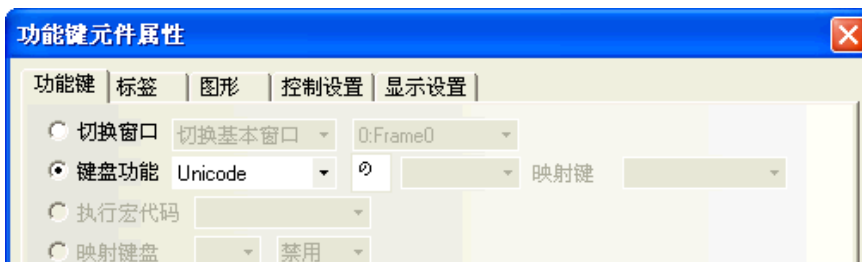 功能键元件属性
功能键 标签 图形 控制设置 显示设置
切换窗口 切换基本窗口 0:Frame0
键盘功能 Unicode の 映射键
执行宏代码
映射键盘 禁用